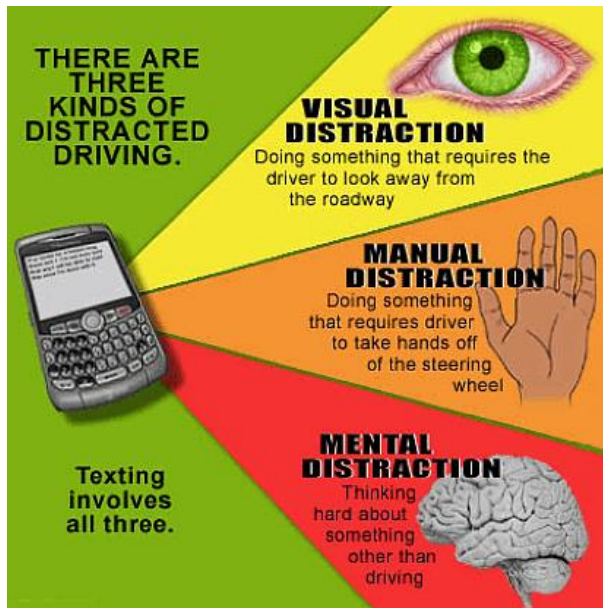 THERE ARE
THREE
KINDS OF
DISTRACTED
DRIVING.
VISUAL
DISTRACTION
Doing something that requires the
driver to look away from
the roadway
MANUAL
DISTRACTION
Doing something
that requires driver
to take hands off
of the steering
wheel
MENTAL
DISTRACTION
Thinking
hard about
something
other than
driving
Texting
involves
all three.